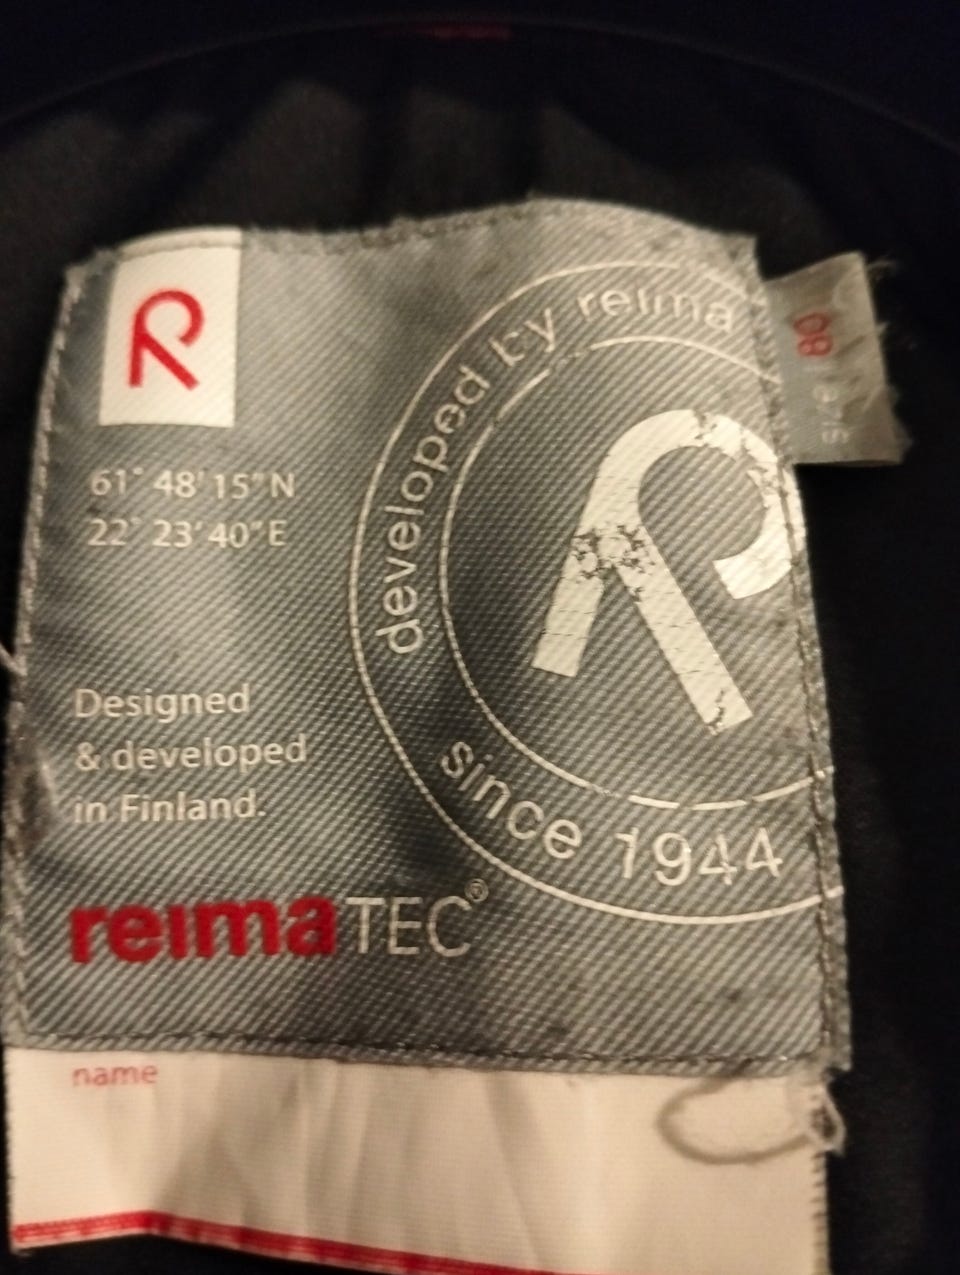 R
61° 48' 15" N
22° 23' 40" E
Designed
& developed
in Finland.
reimaTEC®
developed by reima
since 1944
R
size 80
name